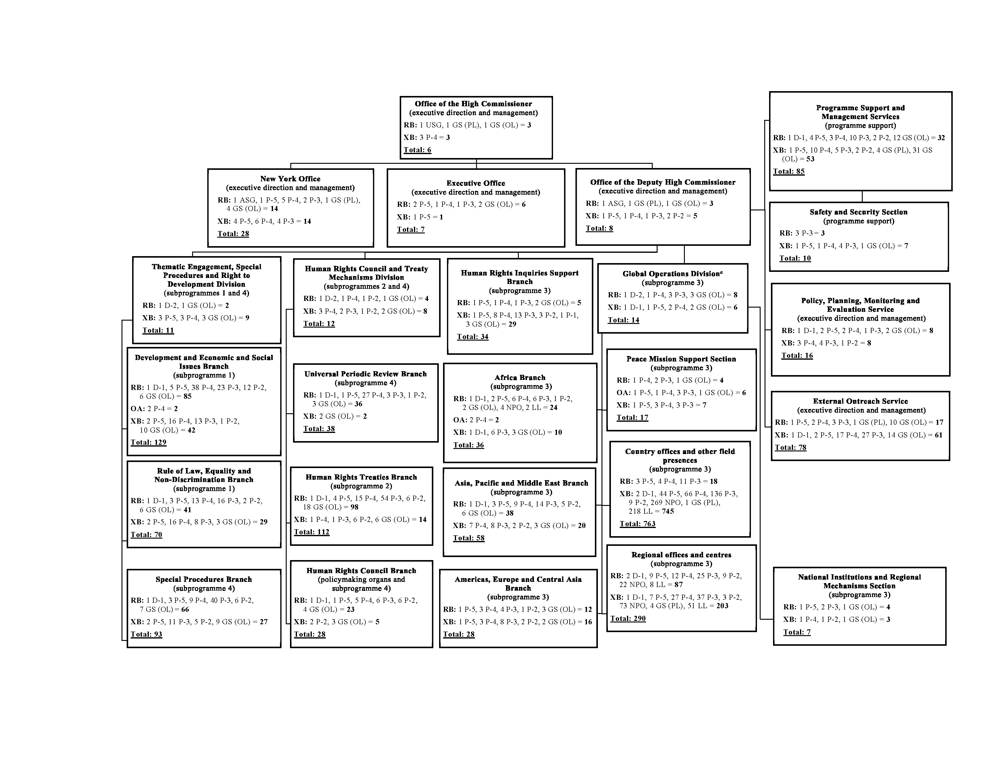 Office of the High Commissioner
(executive direction and management)
RB: 1 USG, 1 GS (PL), 1 GS (OL) = 3
XB: 3 P-4 = 3
Total: 6
Programme Support and
Management Services
(programme support)
RB: 1 D-1, 4 P-5, 3 P-4, 10 P-3, 2 P-2, 12 GS (OL) = 32
XB: 1 P-5, 10 P-4, 5 P-3, 2 P-2, 4 GS (PL), 31 GS
(OL) = 53
Total: 85
New York Office
(executive direction and management)
RB: 1 ASG, 1 P-5, 5 P-4, 2 P-3, 1 GS (PL),
4 GS (OL) = 14
XB: 4 P-5, 6 P-4, 4 P-3 = 14
Total: 28
Executive Office
(executive direction and management)
RB: 2 P-5, 1 P-4, 1 P-3, 2 GS (OL) = 6
XB: 1 P-5 = 1
Total: 7
Office of the Deputy High Commissioner
(executive direction and management)
RB: 1 ASG, 1 GS (PL), 1 GS (OL) = 3
XB: 1 P-5, 1 P-4, 1 P-3, 2 P-2 = 5
Total: 8
Safety and Security Section
(programme support)
RB: 3 P-3= 3
XB: 1 P-5, 1 P-4, 4 P-3, 1 GS (OL) = 7
Total: 10
Thematic Engagement, Special
Procedures and Right to
Development Division
(subprogrammes 1 and 4)
RB: 1 D-2, 1 GS (OL) = 2
XB: 3 P-5, 3 P-4, 3 GS (OL) = 9
Total: 11
Human Rights Council and Treaty
Mechanisms Division
(subprogrammes 2 and 4)
RB: 1 D-2, 1 P-4, 1 P-2, 1 GS (OL) = 4
XB: 3 P-4, 2 P-3, 1 P-2, 2 GS (OL) = 8
Total: 12
Human Rights Inquiries Support
Branch
(subprogramme 3)
RB: 1 P-5, 1 P-4, 1 P-3, 2 GS (OL) = 5
XB: 1 P-5, 8 P-4, 13 P-3, 3 P-2, 1 P-1,
3 GS (OL) = 29
Total: 34
Global Operations Divisionᵃ
(subprogramme 3)
RB: 1 D-2, 1 P-4, 3 P-3, 3 GS (OL) = 8
XB: 1 D-1, 1 P-5, 2 P-4, 2 GS (OL) = 6
Total: 14
Policy, Planning, Monitoring and
Evaluation Service
(executive direction and management)
RB: 1 D-1, 2 P-5, 2 P-4, 1 P-3, 2 GS (OL) = 8
XB: 3 P-4, 4 P-3, 1 P-2 = 8
Total: 16
Development and Economic and Social
Issues Branch
(subprogramme 1)
RB: 1 D-1, 5 P-5, 38 P-4, 23 P-3, 12 P-2,
6 GS (OL) = 85
OA: 2 P-4 = 2
XB: 2 P-5, 16 P-4, 13 P-3, 1 P-2,
10 GS (OL) = 42
Total: 129
Universal Periodic Review Branch
(subprogramme 4)
RB: 1 D-1, 1 P-5, 27 P-4, 3 P-3, 1 P-2,
3 GS (OL) = 36
XB: 2 GS (OL) = 2
Total: 38
Africa Branch
(subprogramme 3)
RB: 1 D-1, 2 P-5, 6 P-4, 6 P-3, 1 P-2,
2 GS (OL), 4 NPO, 2 LL = 24
OA: 2 P-4 = 2
XB: 1 D-1, 6 P-3, 3 GS (OL) = 10
Total: 36
Peace Mission Support Section
(subprogramme 3)
RB: 1 P-4, 2 P-3, 1 GS (OL) = 4
OA: 1 P-5, 1 P-4, 3 P-3, 1 GS (OL) = 6
XB: 1 P-5, 3 P-4, 3 P-3 = 7
Total: 17
External Outreach Service
(executive direction and management)
RB: 1 P-5, 2 P-4, 3 P-3, 1 GS (PL), 10 GS (OL) = 17
XB: 1 D-1, 2 P-5, 17 P-4, 27 P-3, 14 GS (OL) = 61
Total: 78
Rule of Law, Equality and
Non-Discrimination Branch
(subprogramme 1)
RB: 1 D-1, 3 P-5, 13 P-4, 16 P-3, 2 P-2,
6 GS (OL) = 41
XB: 2 P-5, 16 P-4, 8 P-3, 3 GS (OL) = 29
Total: 70
Human Rights Treaties Branch
(subprogramme 2)
RB: 1 D-1, 4 P-5, 15 P-4, 54 P-3, 6 P-2,
18 GS (OL) = 98
XB: 1 P-4, 1 P-3, 6 P-2, 6 GS (OL) = 14
Total: 112
Asia, Pacific and Middle East Branch
(subprogramme 3)
RB: 1 D-1, 3 P-5, 9 P-4, 14 P-3, 5 P-2,
6 GS (OL) = 38
XB: 7 P-4, 8 P-3, 2 P-2, 3 GS (OL) = 20
Total: 58
Country offices and other field
presences
(subprogramme 3)
RB: 3 P-5, 4 P-4, 11 P-3 = 18
XB: 2 D-1, 44 P-5, 66 P-4, 136 P-3,
9 P-2, 269 NPO, 1 GS (PL),
218 LL = 745
Total: 763
Special Procedures Branch
(subprogramme 4)
RB: 1 D-1, 3 P-5, 9 P-4, 40 P-3, 6 P-2,
7 GS (OL) = 66
XB: 2 P-5, 11 P-3, 5 P-2, 9 GS (OL) = 27
Total: 93
Human Rights Council Branch
(policymaking organs and
subprogramme 4)
RB: 1 D-1, 1 P-5, 5 P-4, 6 P-3, 6 P-2,
4 GS (OL) = 23
XB: 2 P-2, 3 GS (OL) = 5
Total: 28
Americas, Europe and Central Asia
Branch
(subprogramme 3)
RB: 1 P-5, 3 P-4, 4 P-3, 1 P-2, 3 GS (OL) = 12
XB: 1 P-5, 3 P-4, 8 P-3, 2 P-2, 2 GS (OL) = 16
Total: 28
Regional offices and centres
(subprogramme 3)
RB: 2 D-1, 9 P-5, 12 P-4, 25 P-3, 9 P-2,
22 NPO, 8 LL = 87
XB: 1 D-1, 7 P-5, 27 P-4, 37 P-3, 3 P-2,
73 NPO, 4 GS (PL), 51 LL = 203
Total: 290
National Institutions and Regional
Mechanisms Section
(subprogramme 3)
RB: 1 P-5, 2 P-3, 1 GS (OL) = 4
XB: 1 P-4, 1 P-2, 1 GS (OL) = 3
Total: 7